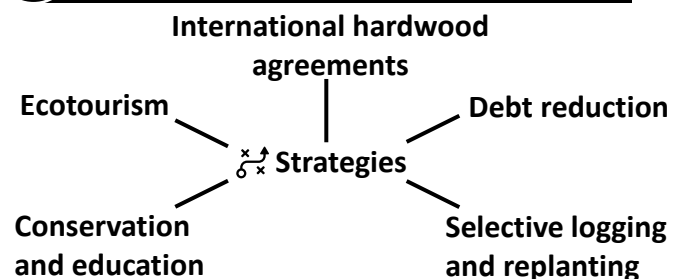 International hardwood
agreements
Ecotourism
Debt reduction
Strategies
Conservation
and education
Selective logging
and replanting